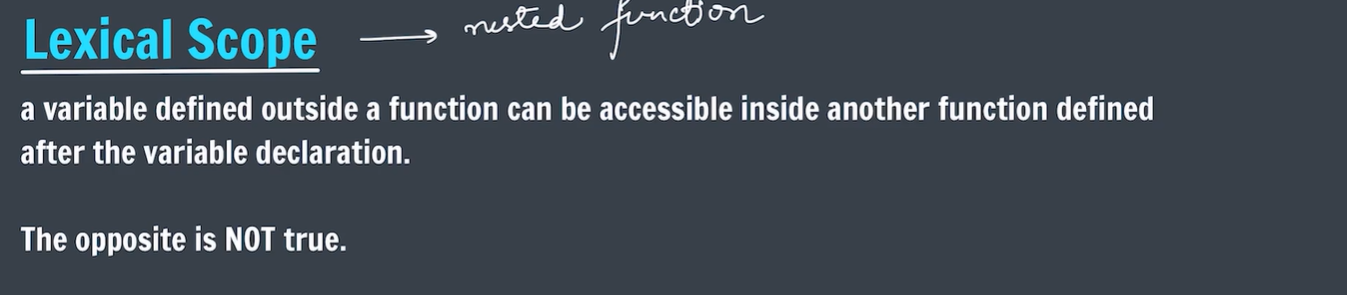 Lexical Scope → nested function
a variable defined outside a function can be accessible inside another function defined
after the variable declaration.
The opposite is NOT true.